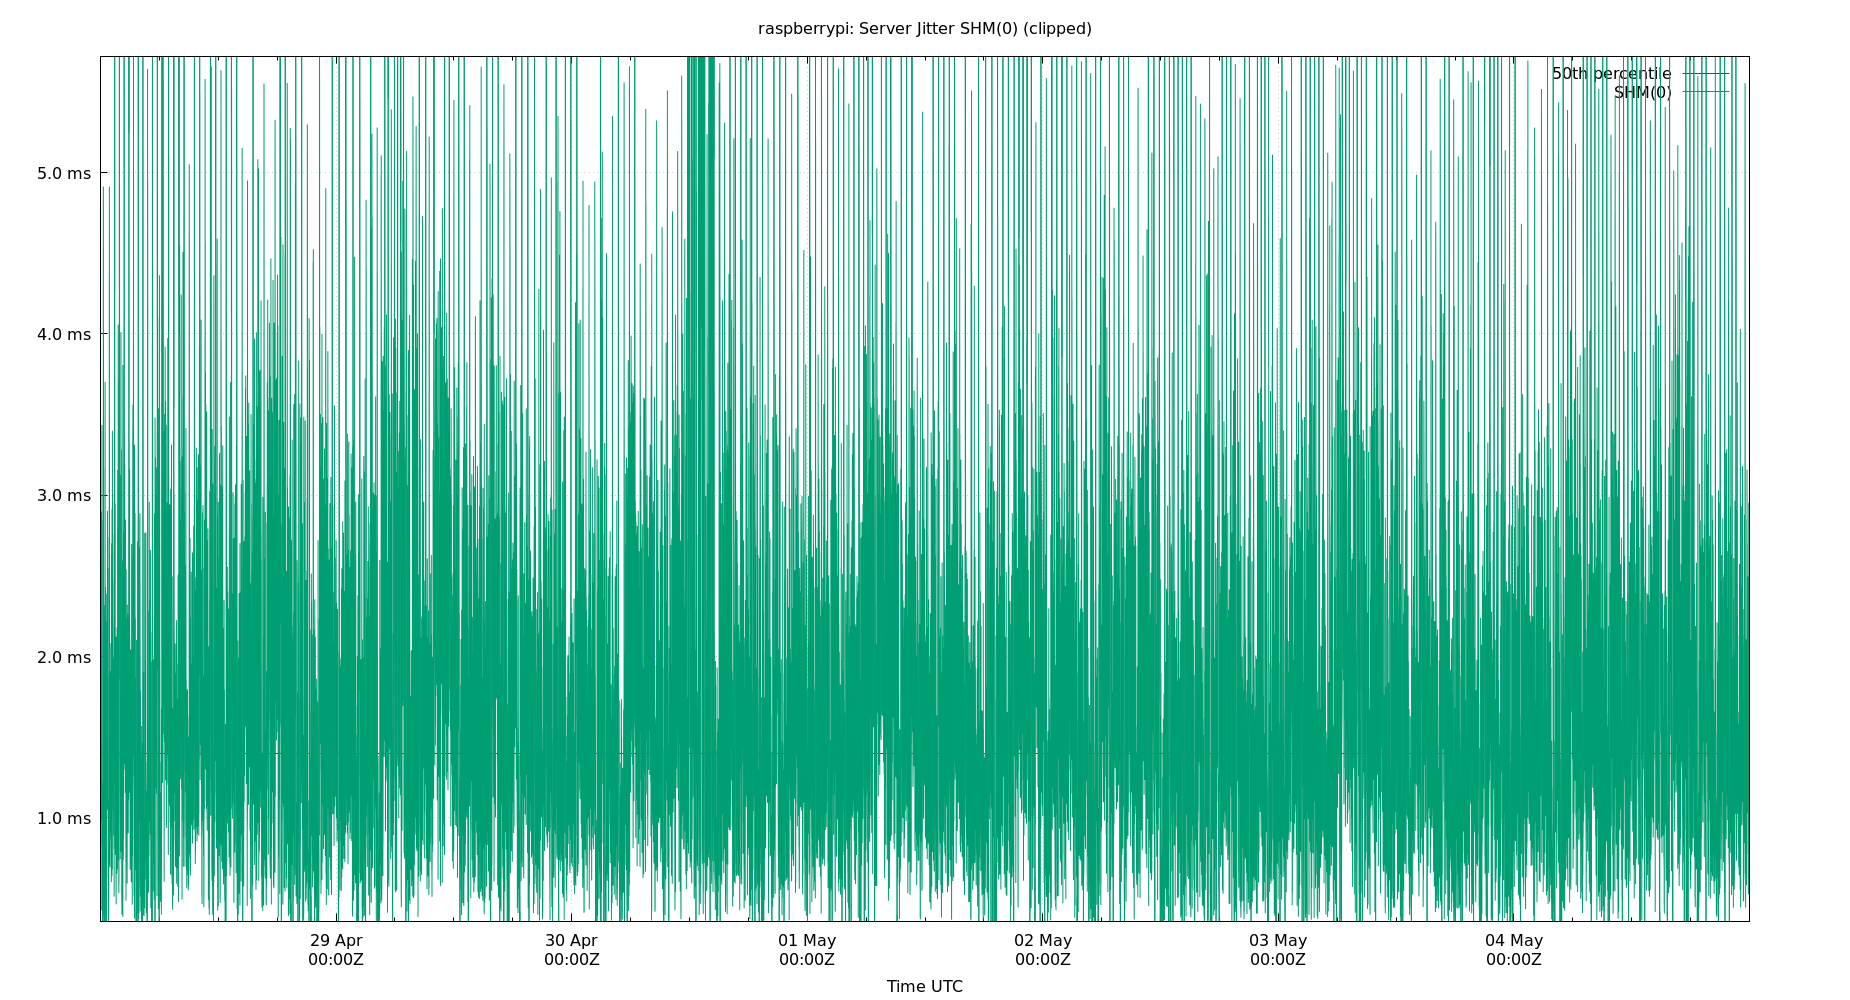 raspberrypi: Server Jitter SHM(0) (clipped)
50th percentile
SHM(0)
5.0 ms
4.0 ms
3.0 ms
2.0 ms
1.0 ms
29 Apr 30 Apr 01 May 02 May 03 May 04 May
00:00Z 00:00Z 00:00Z 00:00Z 00:00Z 00:00Z
Time UTC